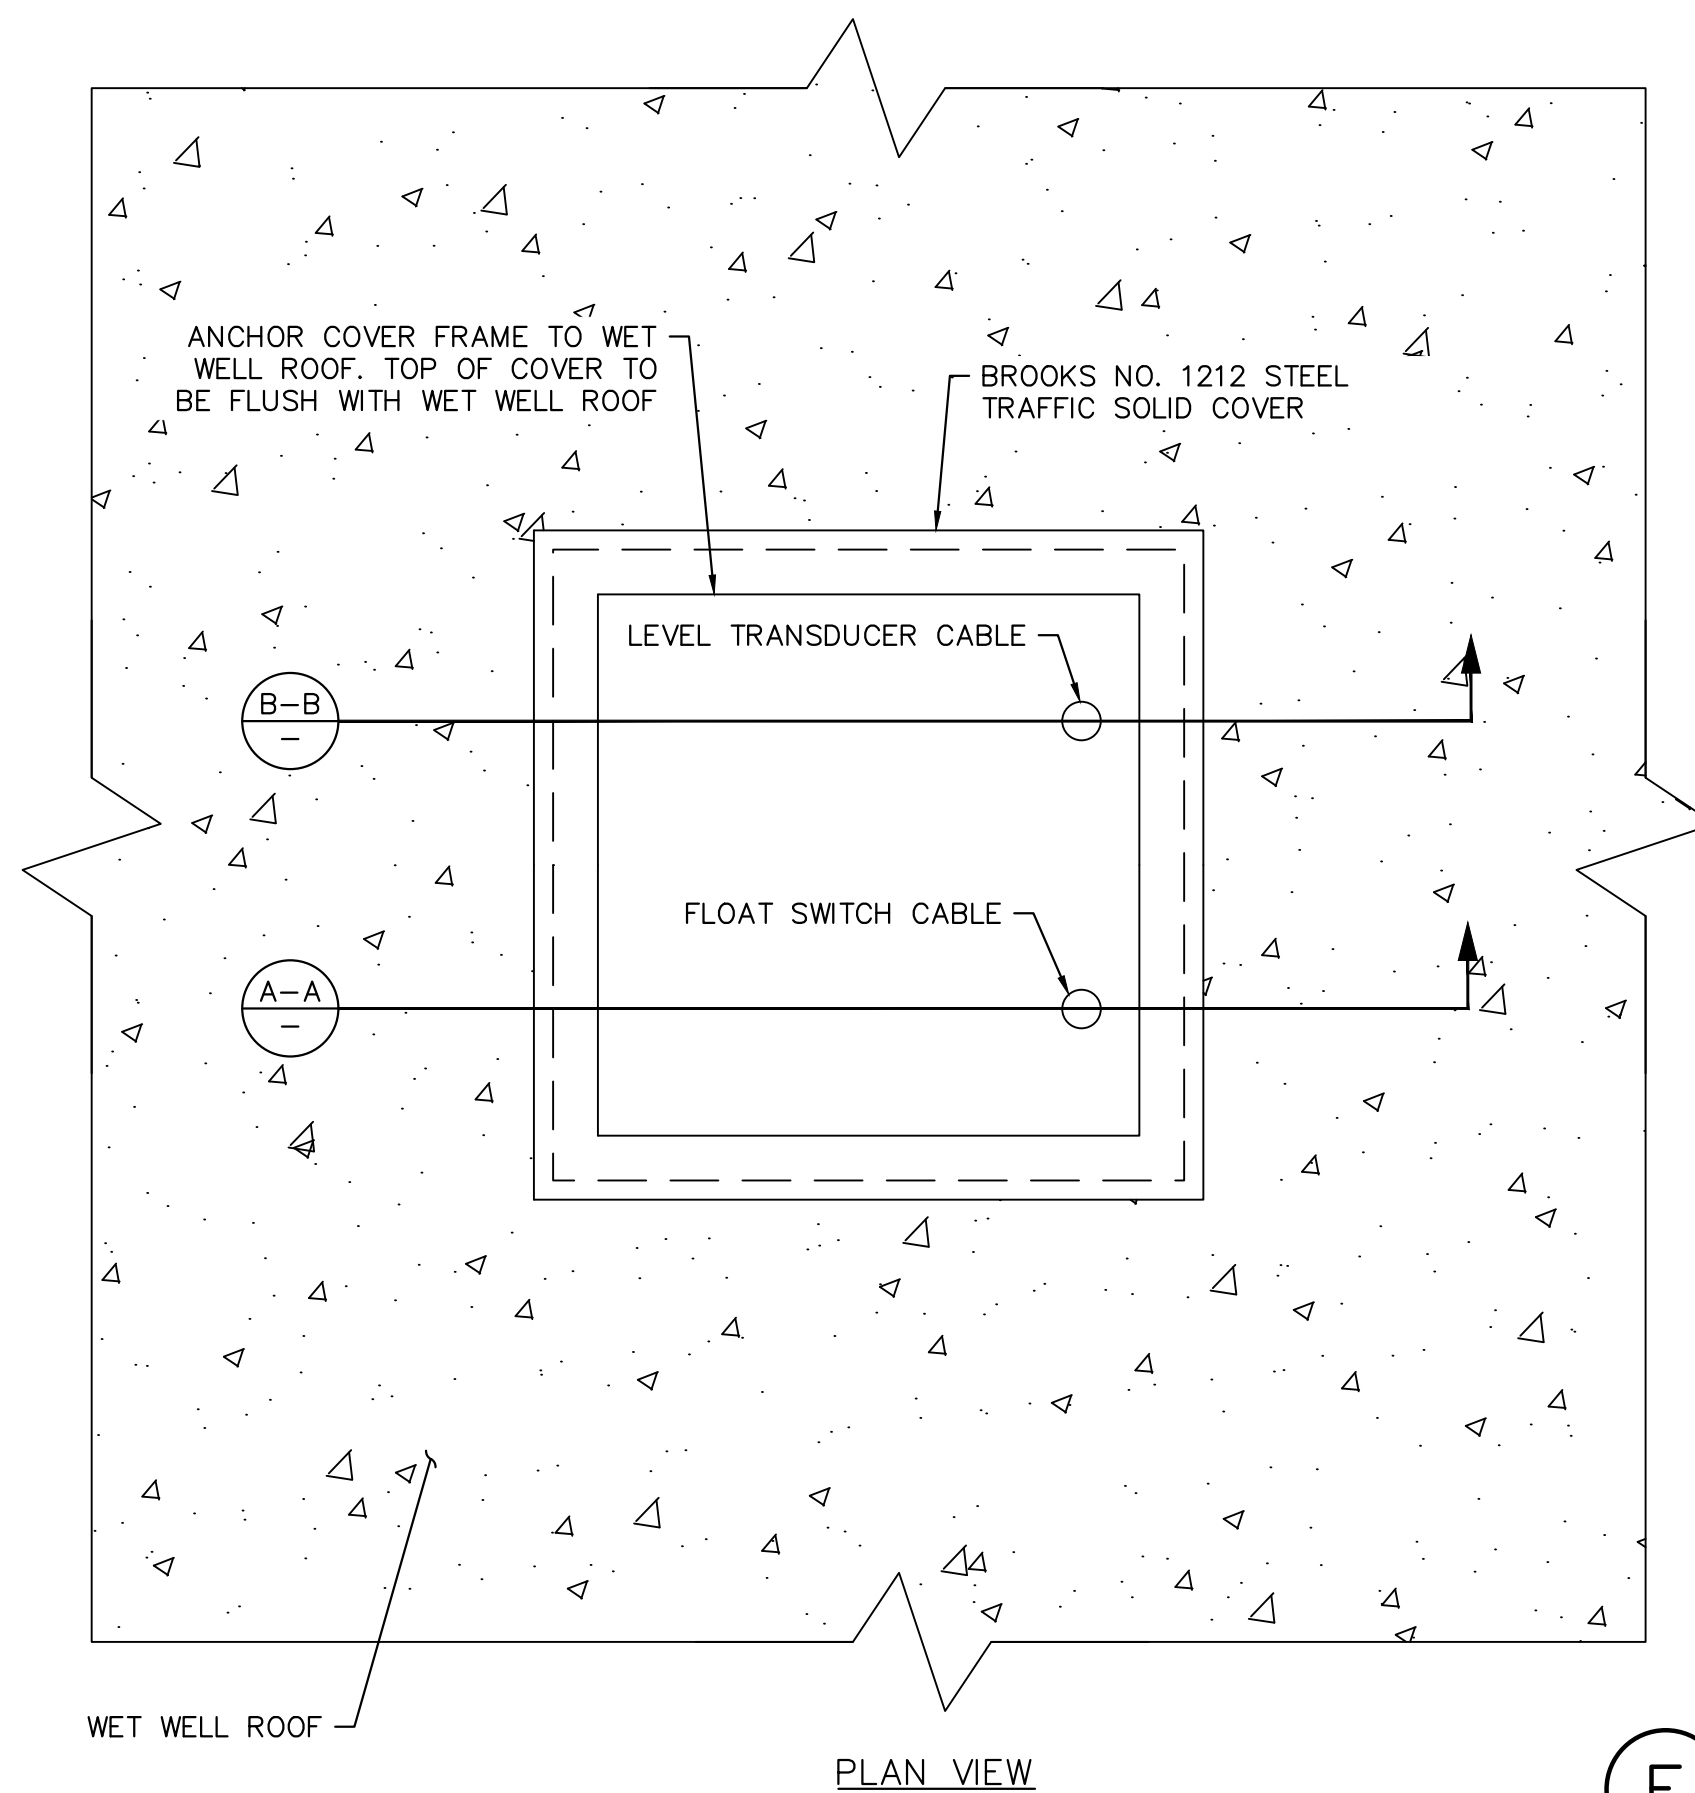 ANCHOR COVER FRAME TO WET
WELL ROOF. TOP OF COVER TO
BE FLUSH WITH WET WELL ROOF
BROOKS NO. 1212 STEEL
TRAFFIC SOLID COVER
LEVEL TRANSDUCER CABLE
B-B
-
FLOAT SWITCH CABLE
A-A
-
WET WELL ROOF
PLAN VIEW